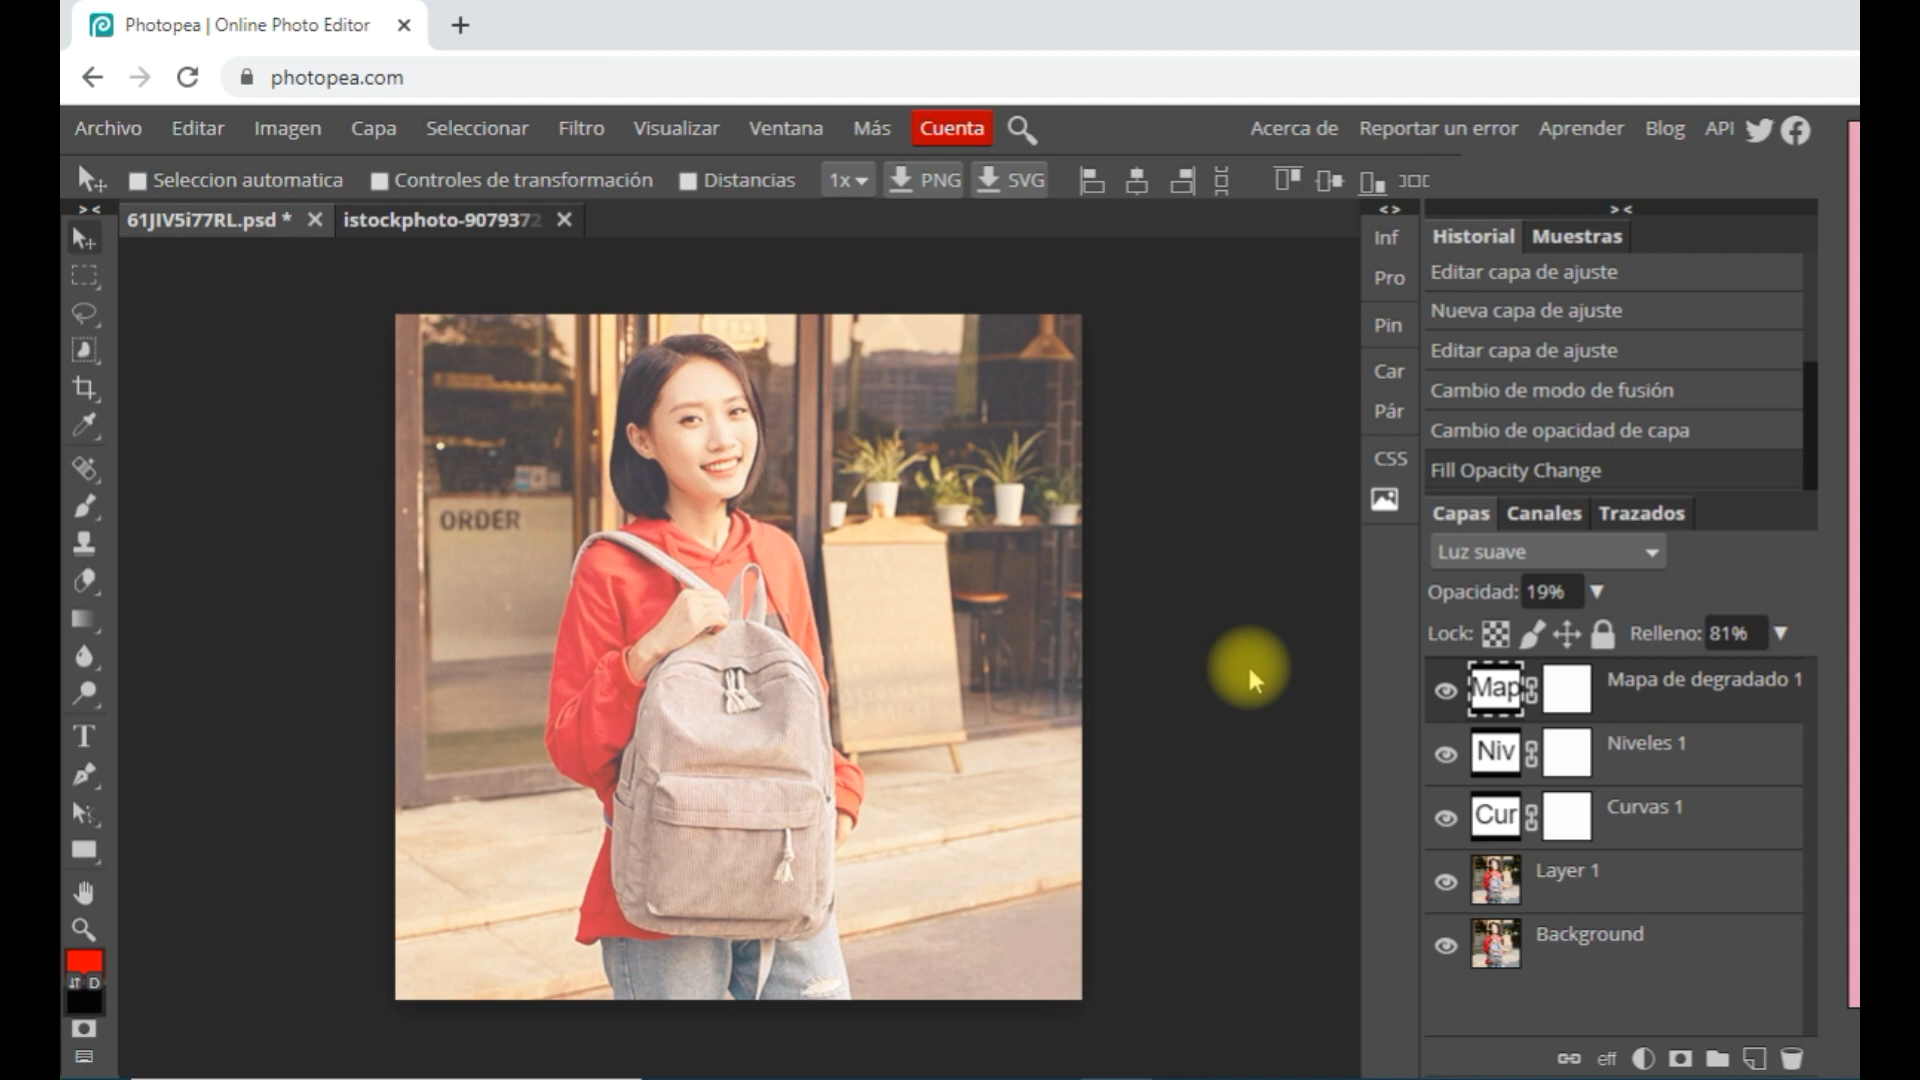 Photopea | Online Photo Editor
photopea.com
Archivo Editar Imagen Capa Seleccionar Filtro Visualizar Ventana Más Cuenta Acerca de Reportar un error Aprender Blog API
Seleccion automatica Controles de transformación Distancias 1x PNG SVG
61JIV5i77RL.psd * istockphoto-9079372
Inf
Pro
Pin
Car
Pár
CSS
Historial Muestras
Editar capa de ajuste
Nueva capa de ajuste
Editar capa de ajuste
Cambio de modo de fusión
Cambio de opacidad de capa
Fill Opacity Change
Capas Canales Trazados
Luz suave
Opacidad: 19%
Lock: Relleno: 81%
Map Mapa de degradado 1
Niv Niveles 1
Cur Curvas 1
Layer 1
Background
eff
ORDER
T
D